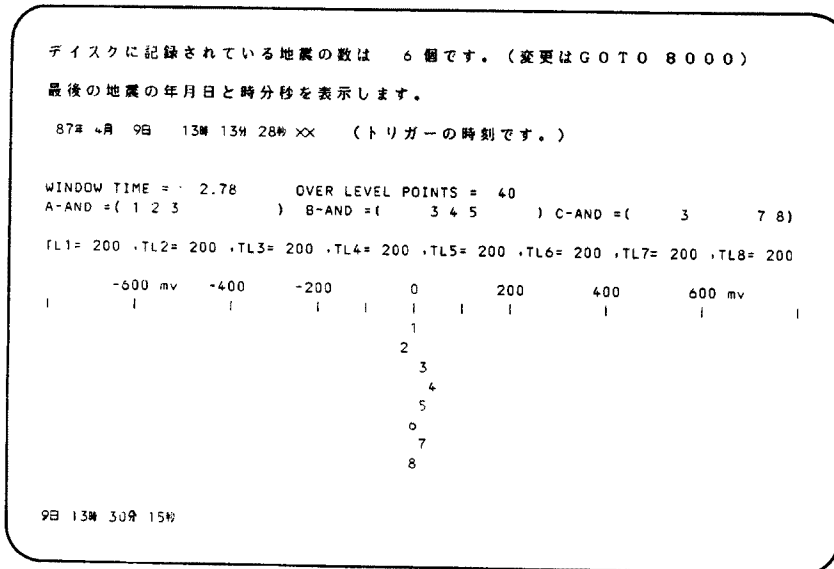 ディスクに記録されている地震の数は 6 個です。(変更はGOTO 8000)
最後の地震の年月日と時分秒を表示します。
87年 4月 9日 13時 13分 28秒 XX (トリガーの時刻です。)
WINDOW TIME = 2.78 OVER LEVEL POINTS = 40
A-AND =( 1 2 3 ) B-AND =( 3 4 5 ) C-AND =( 3 7 8)
TL1= 200 ,TL2= 200 ,TL3= 200 ,TL4= 200 ,TL5= 200 ,TL6= 200 ,TL7= 200 ,TL8= 200
-600 mv -400 -200 0 200 400 600 mv
1
2
3
4
5
6
7
8
9日 13時 30分 15秒